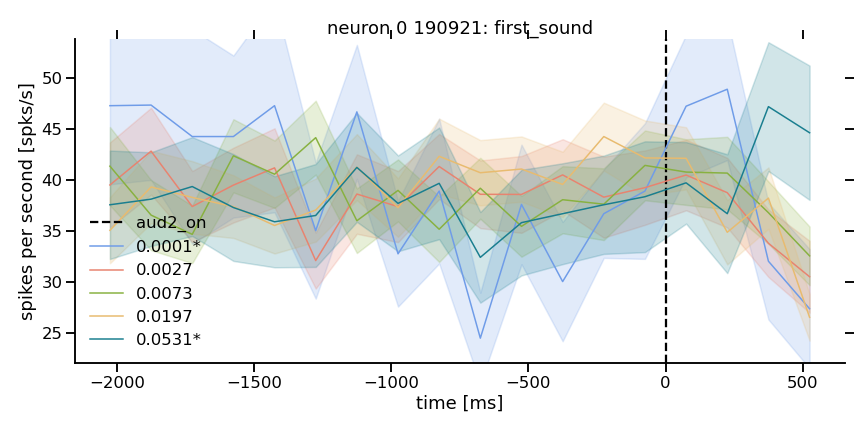 neuron 0 190921: first_sound
spikes per second [spks/s]
50
45
40
35
30
25
aud2_on
0.0001*
0.0027
0.0073
0.0197
0.0531*
−2000 −1500 −1000 −500 0 500
time [ms]